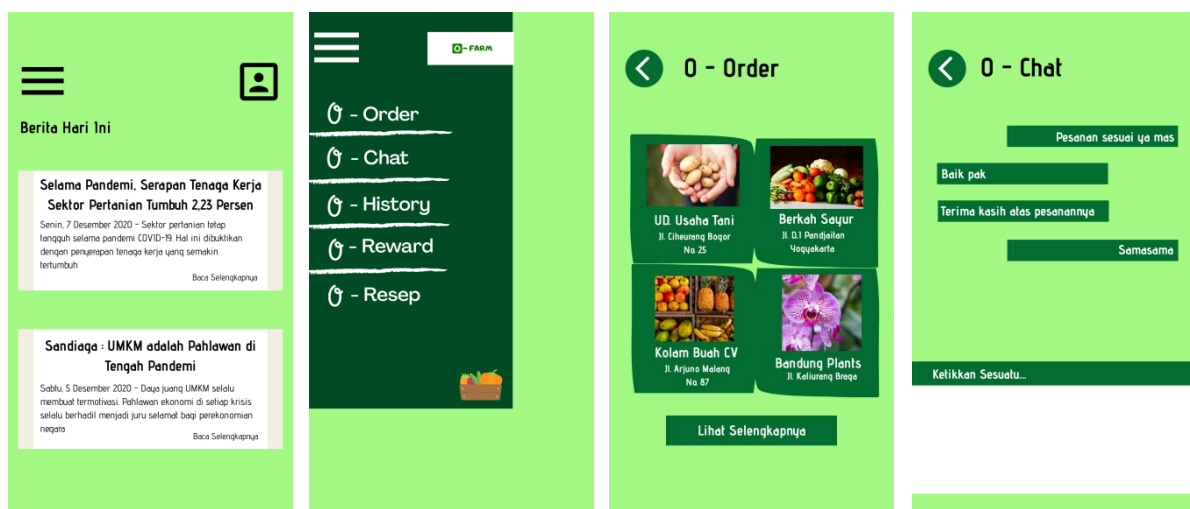 Berita Hari Ini
Selama Pandemi, Serapan Tenaga Kerja
Sektor Pertanian Tumbuh 2,23 Persen
Senin, 7 Desember 2020 - Sektor pertanian tetap
tangguh selama pandemi COVID-19. Hal ini dibuktikan
dengan penyerapan tenaga kerja yang semakin
tertumbuh
Baca Selengkapnya
Sandiaga : UMKM adalah Pahlawan di
Tengah Pandemi
Sabtu, 5 Desember 2020 - Daya juang UMKM selalu
membuat termotivasi. Pahlawan ekonomi di setiap krisis
selalu berhadil menjadi juru selamat bagi perekonomian
negara
Baca Selengkapnya
O - FARM
O - Order
O - Chat
O - History
O - Reward
O - Resep
O - Order
UD. Usaha Tani
Jl. Ciheurang Bogor
No. 25
Berkah Sayur
Jl. D.I Pandjaitan
Yogyakarta
Kolam Buah CV
Jl. Arjuno Malang
No. 87
Bandung Plants
Jl. Kaliurang Braga
Lihat Selengkapnya
O - Chat
Pesanan sesuai ya mas
Baik pak
Terima kasih atas pesanannya
Samasama
Ketikkan Sesuatu...